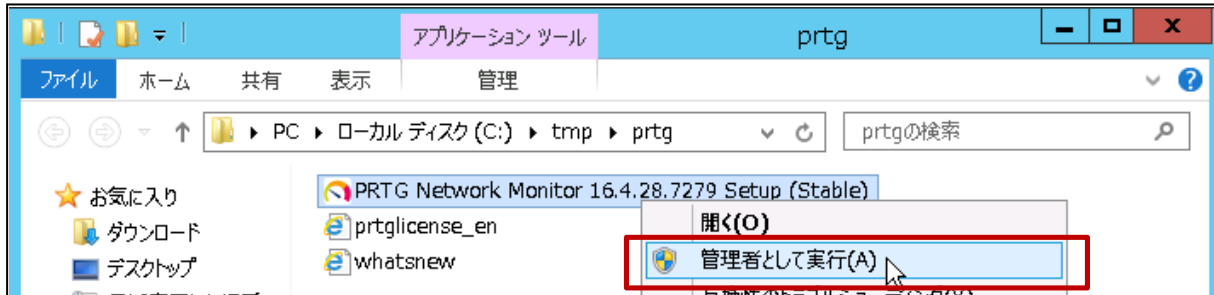 アプリケーション ツール
prtg
ファイル ホーム 共有 表示 管理
PC ローカル ディスク (C:) tmp prtg
prtgの検索
お気に入り
ダウンロード
デスクトップ
PRTG Network Monitor 16.4.28.7279 Setup (Stable)
prtglicense_en
whatsnew
開く(O)
管理者として実行(A)